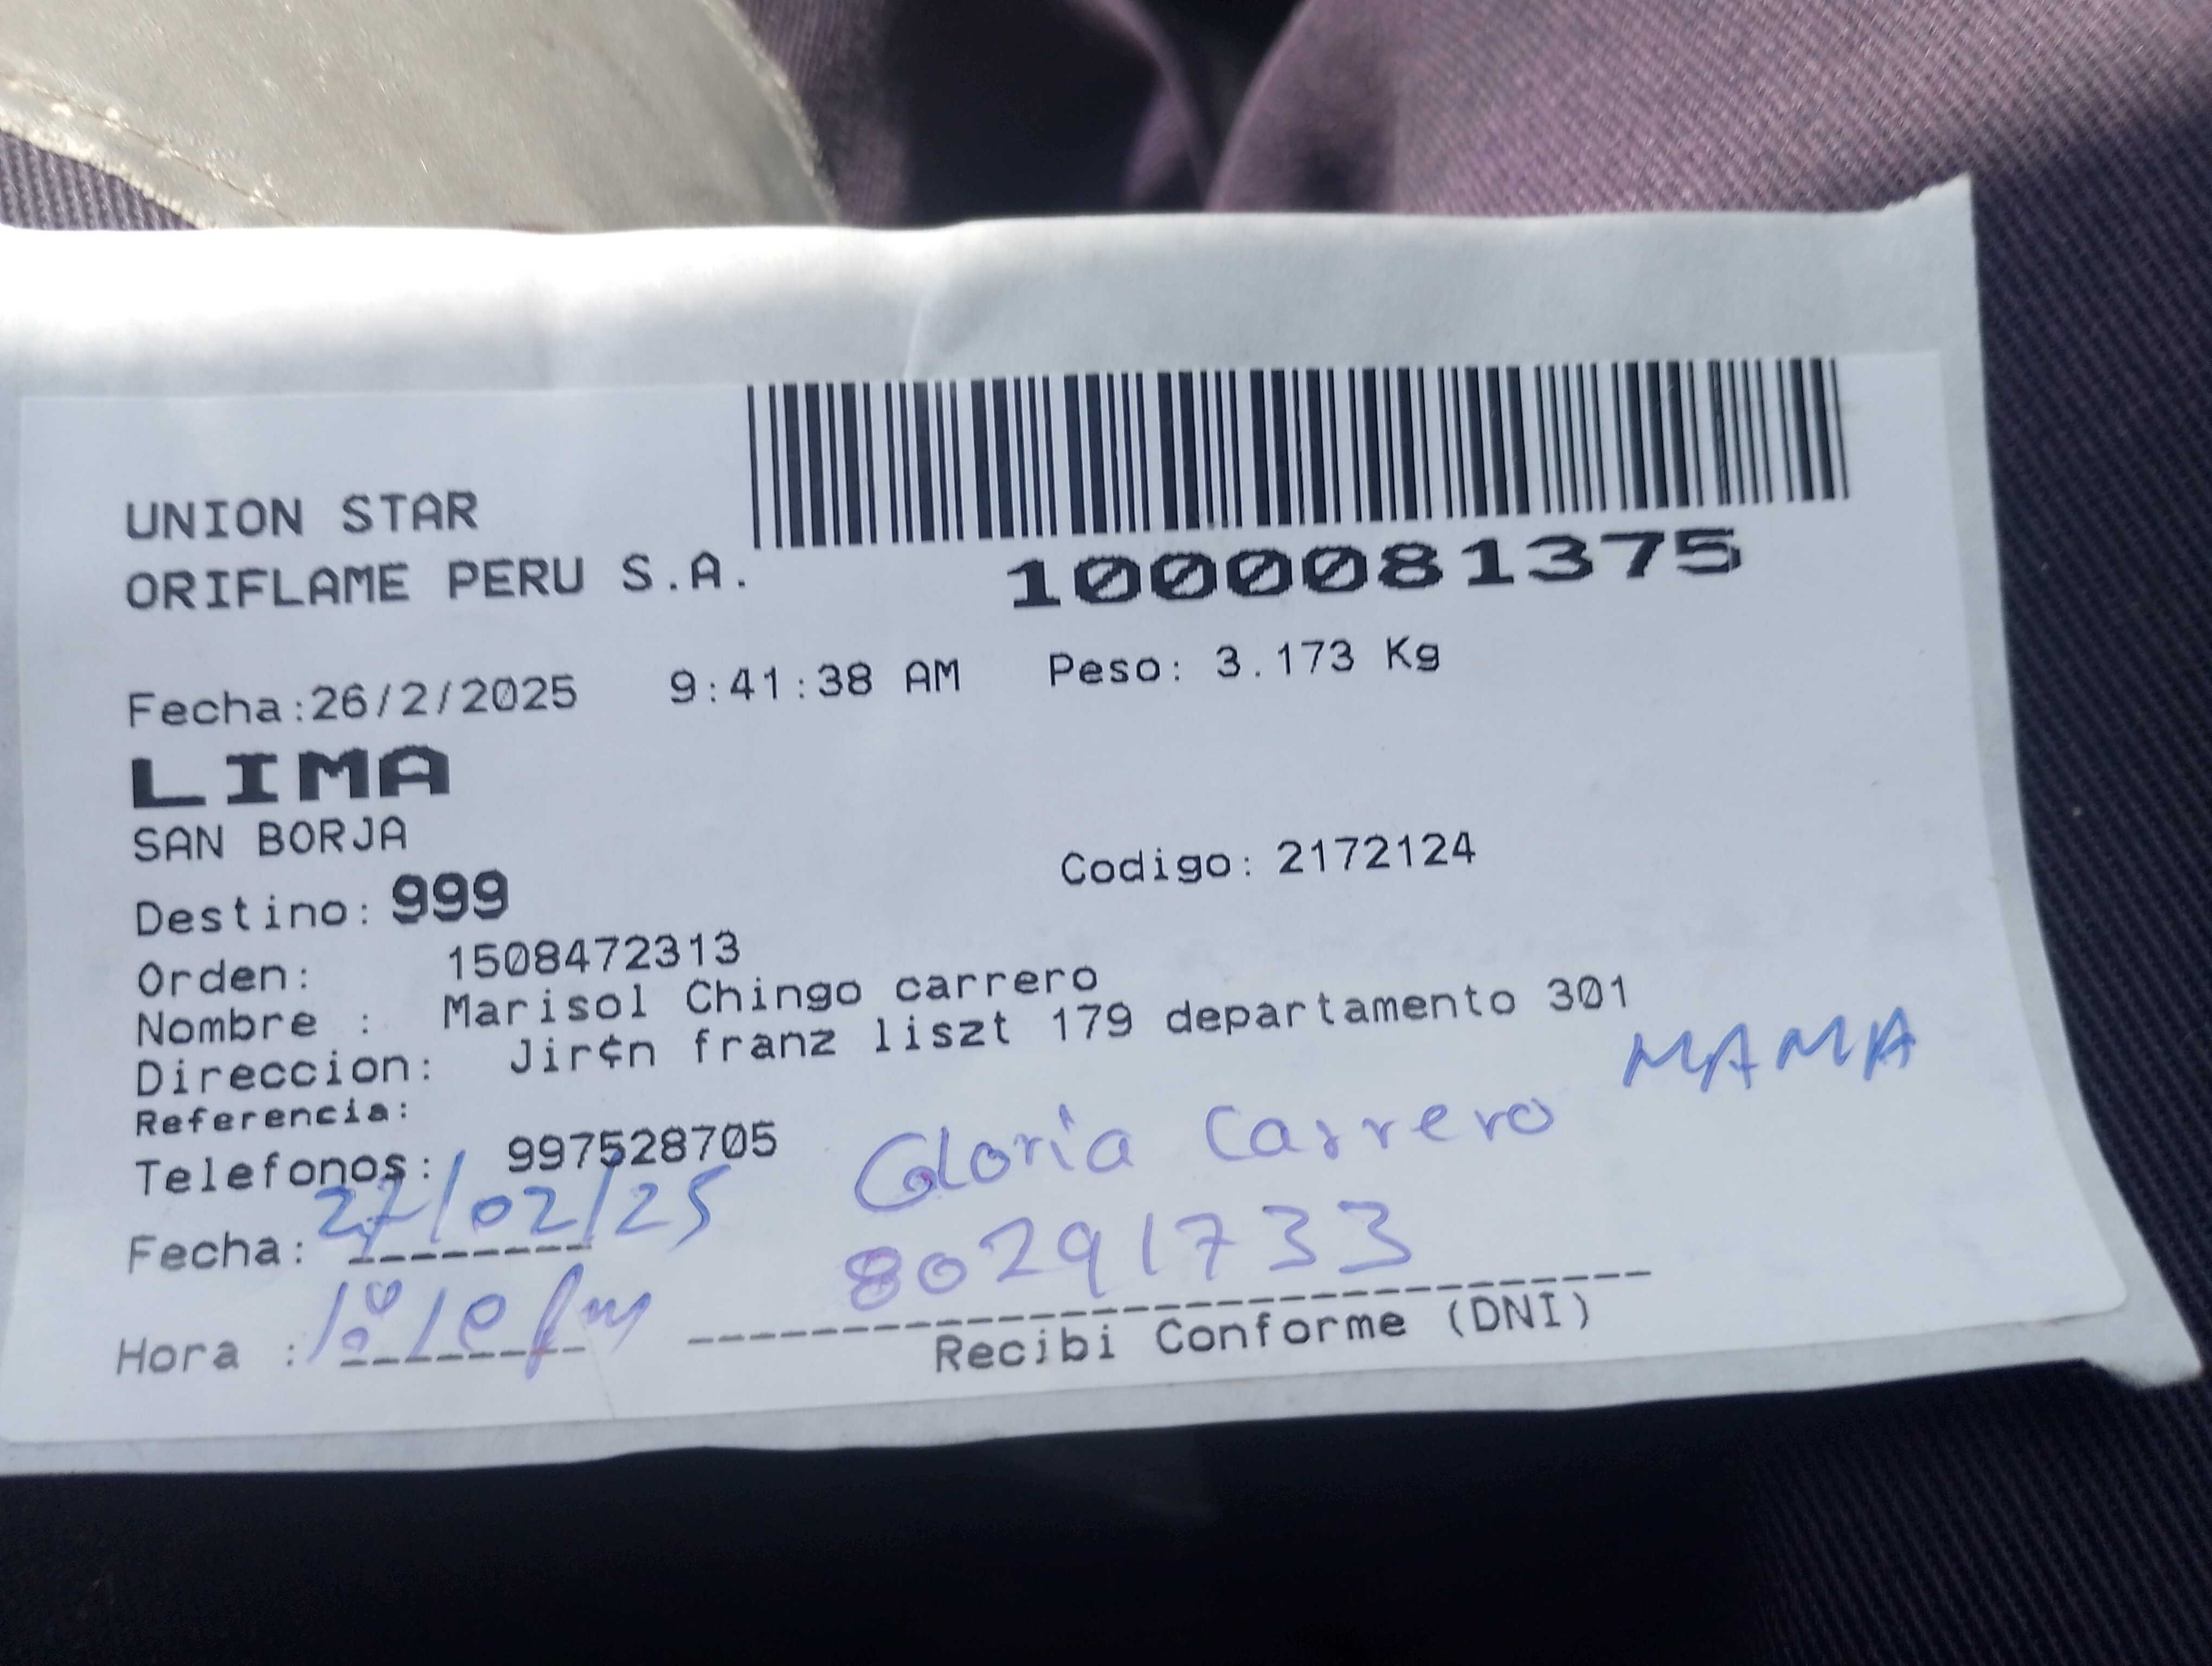 UNION STAR
ORIFLAME PERU S.A.
1000081375
Fecha:26/2/2025 9:41:38 AM Peso: 3.173 Kg
LIMA
SAN BORJA
Destino: 999 Codigo: 2172124
Orden: 1508472313
Nombre : Marisol Chingo carrero
Direccion: Jir¢n franz liszt 179 departamento 301
MAMA
Referencia:
Telefonos: 997528705 Gloria Carrero
Fecha: 27/02/25 80291733
Hora : pm
Recibi Conforme (DNI)